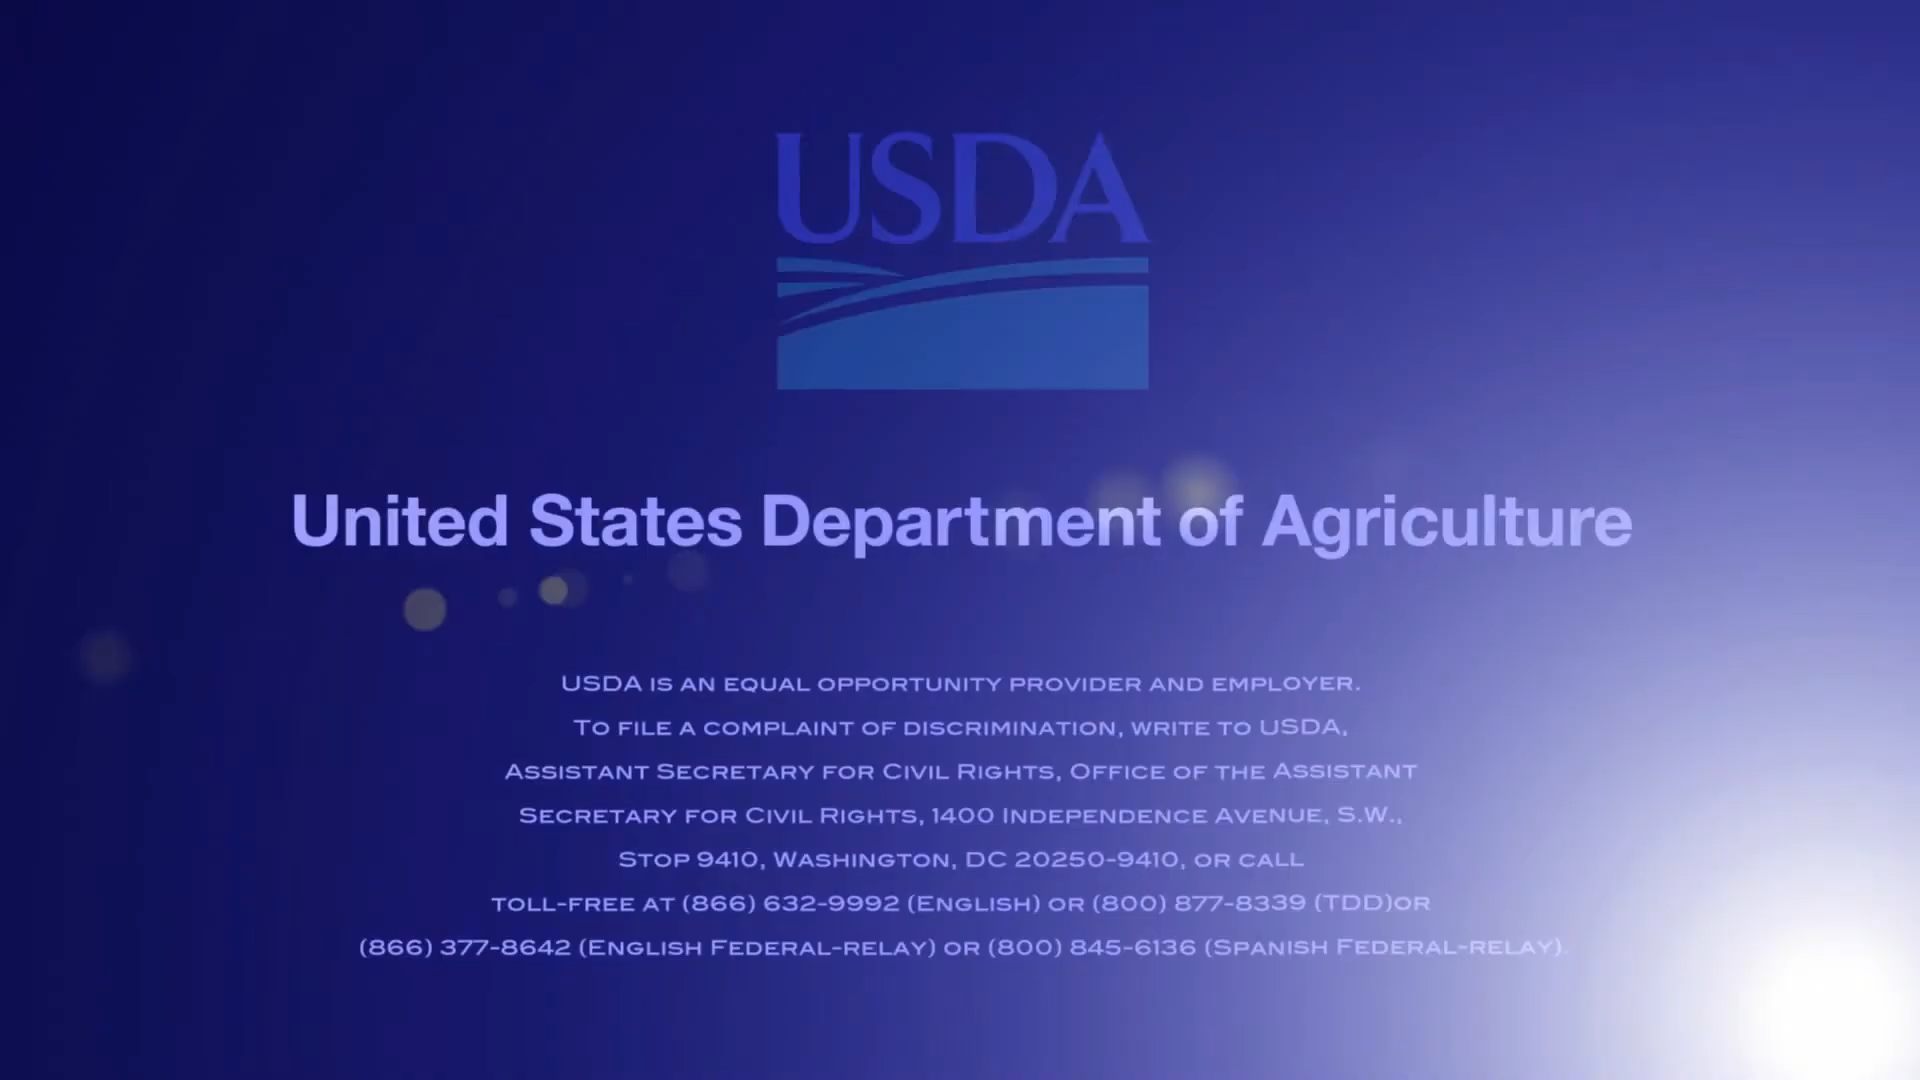 USDA
United States Department of Agriculture
USDA IS AN EQUAL OPPORTUNITY PROVIDER AND EMPLOYER.
TO FILE A COMPLAINT OF DISCRIMINATION, WRITE TO USDA,
ASSISTANT SECRETARY FOR CIVIL RIGHTS, OFFICE OF THE ASSISTANT
SECRETARY FOR CIVIL RIGHTS, 1400 INDEPENDENCE AVENUE, S.W.,
STOP 9410, WASHINGTON, DC 20250-9410, OR CALL
TOLL-FREE AT (866) 632-9992 (ENGLISH) OR (800) 877-8339 (TDD)OR
(866) 377-8642 (ENGLISH FEDERAL-RELAY) OR (800) 845-6136 (SPANISH FEDERAL-RELAY).